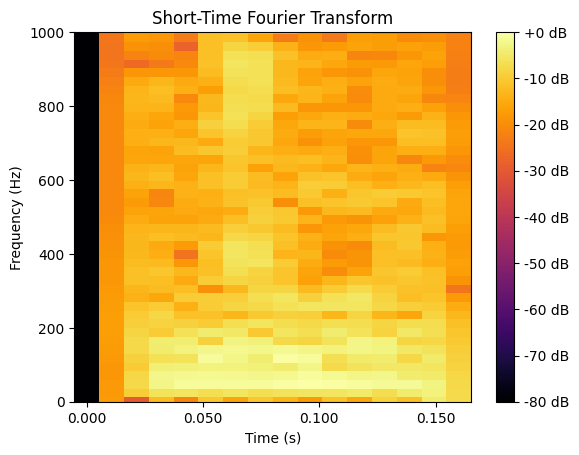 Short-Time Fourier Transform
1000
800
600
400
200
0
Frequency (Hz)
0.000
0.050
0.100
0.150
Time (s)
+0 dB
-10 dB
-20 dB
-30 dB
-40 dB
-50 dB
-60 dB
-70 dB
-80 dB